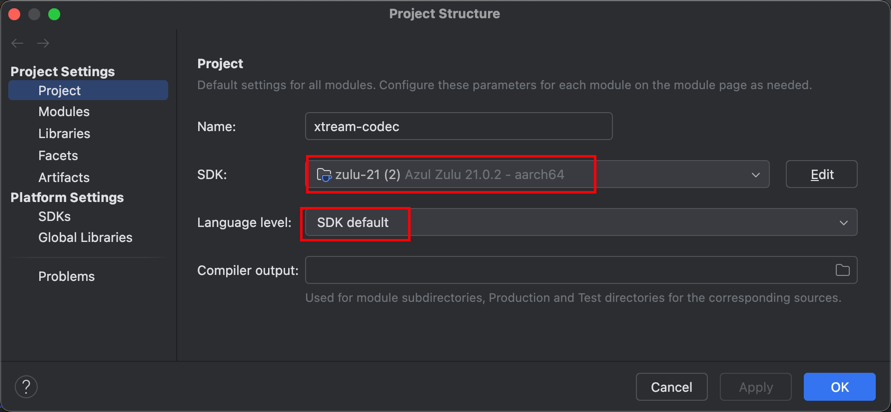 Project Structure
Project Settings
Project
Modules
Libraries
Facets
Artifacts
Platform Settings
SDKs
Global Libraries
Problems
Project
Default settings for all modules. Configure these parameters for each module on the module page as needed.
Name: xtream-codec
SDK: zulu-21 (2) Azul Zulu 21.0.2 - aarch64 Edit
Language level: SDK default
Compiler output:
Used for module subdirectories, Production and Test directories for the corresponding sources.
? Cancel Apply OK